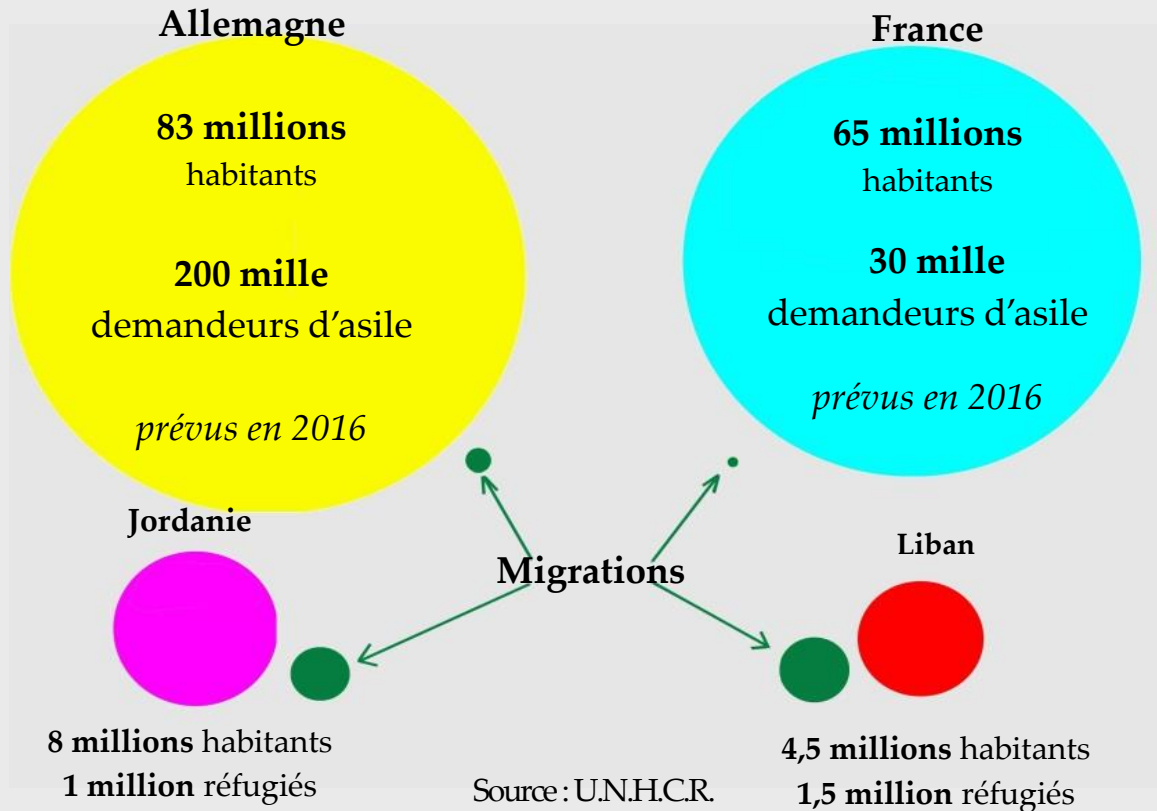 Allemagne
83 millions
habitants
200 mille
demandeurs d'asile
prévus en 2016
France
65 millions
habitants
30 mille
demandeurs d'asile
prévus en 2016
Migrations
Jordanie
8 millions habitants
1 million réfugiés
Liban
4,5 millions habitants
1,5 million réfugiés
Source : U.N.H.C.R.